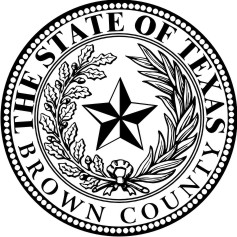 THE STATE OF TEXAS
BROWN COUNTY